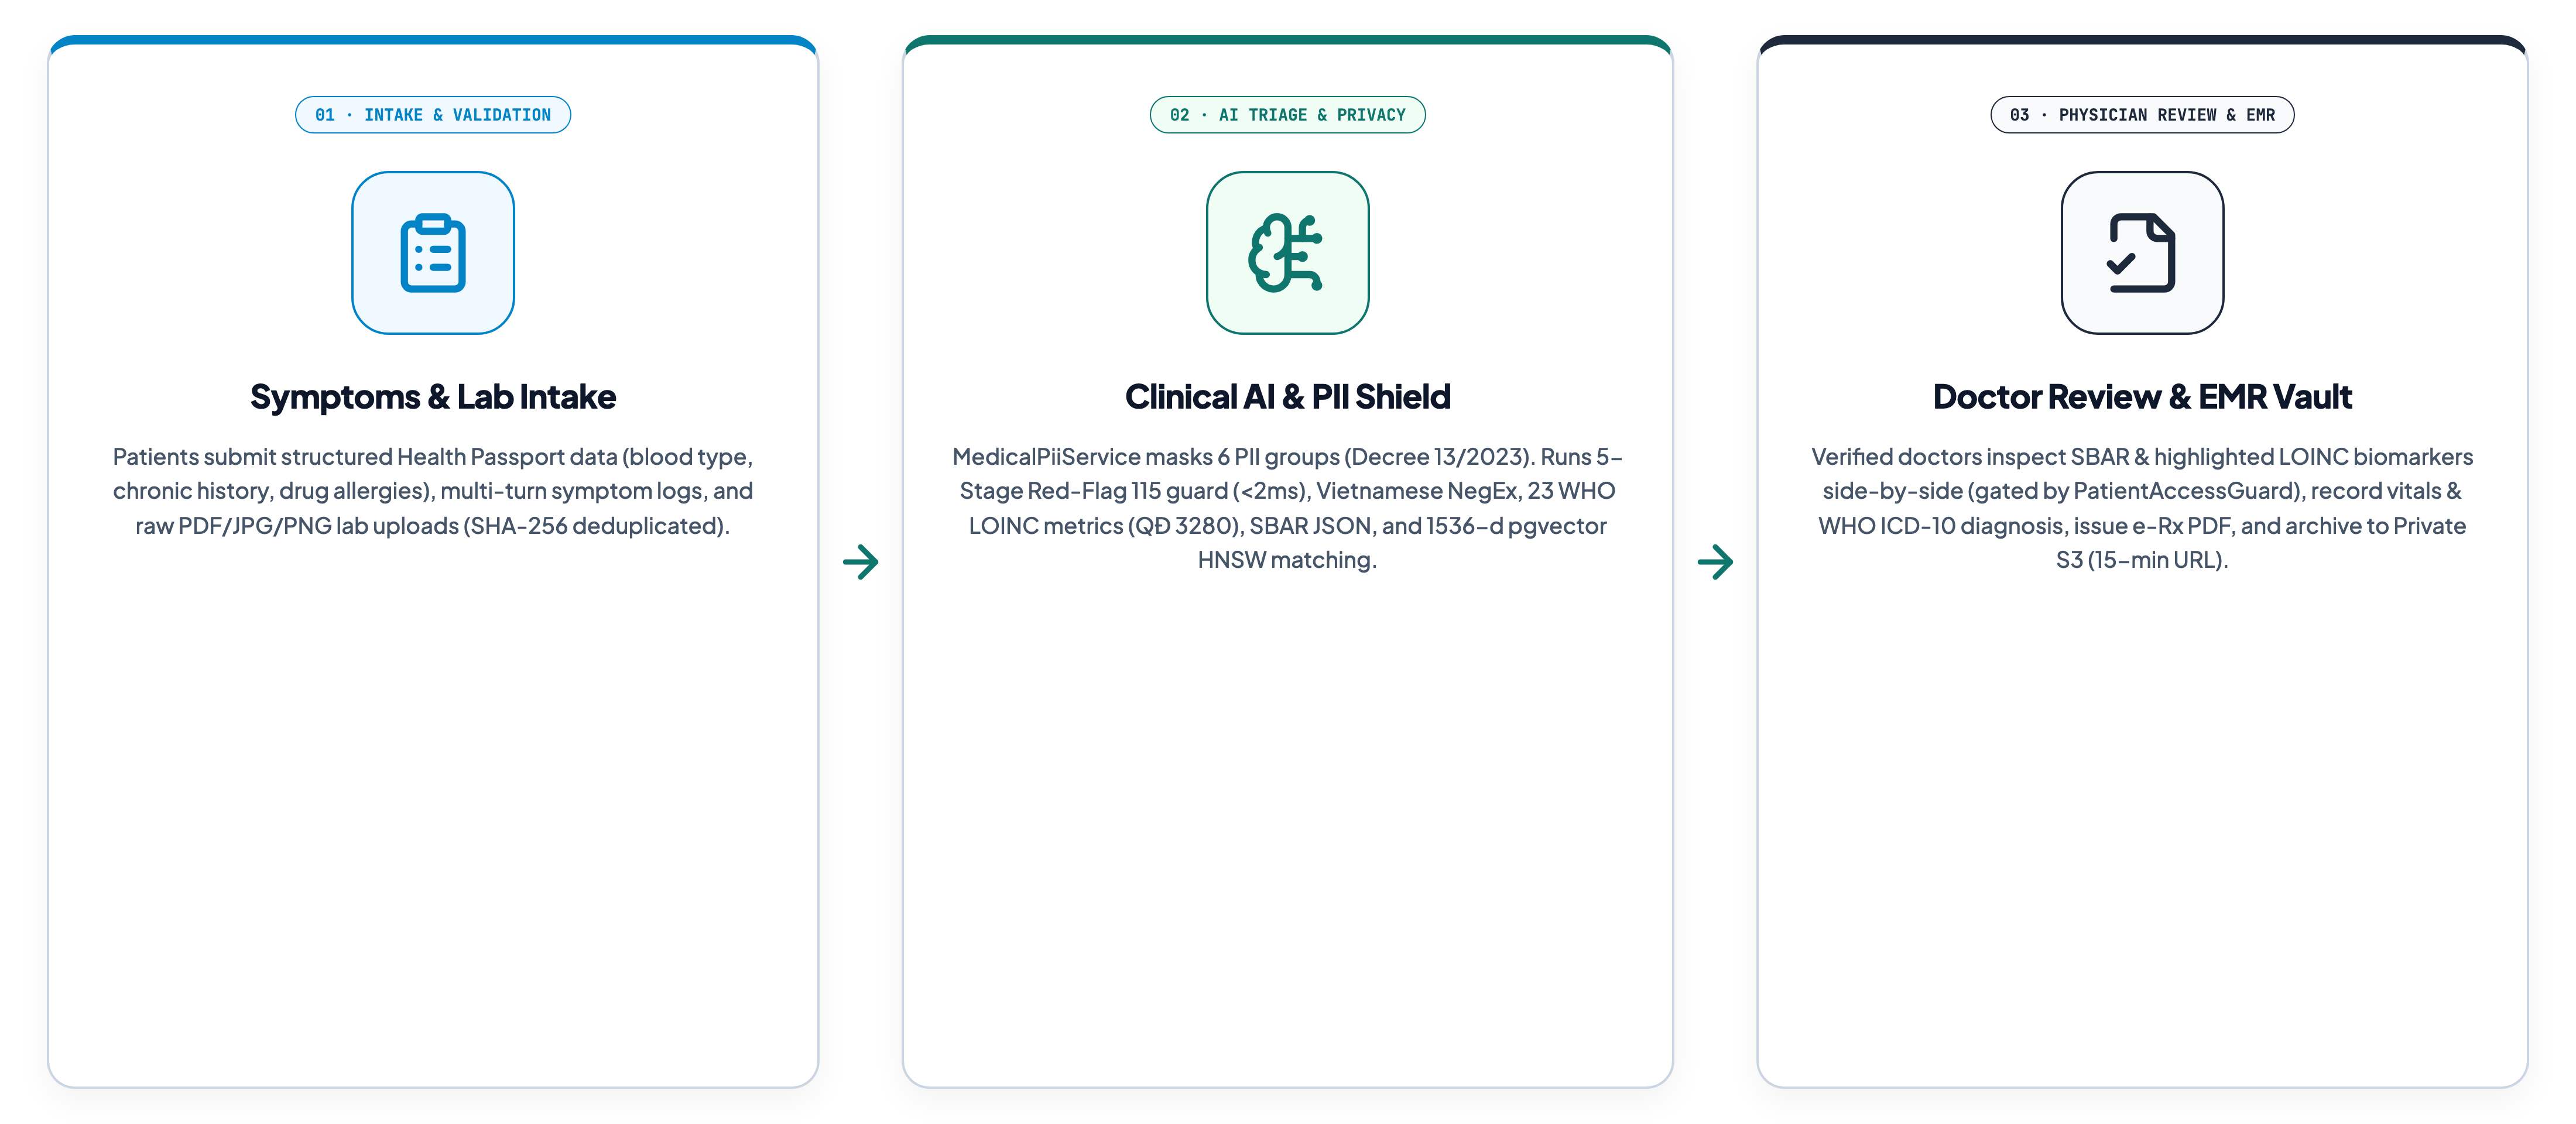 01 · INTAKE & VALIDATION
Symptoms & Lab Intake
Patients submit structured Health Passport data (blood type,
chronic history, drug allergies), multi-turn symptom logs, and
raw PDF/JPG/PNG lab uploads (SHA-256 deduplicated).
02 · AI TRIAGE & PRIVACY
Clinical AI & PII Shield
MedicalPiiService masks 6 PII groups (Decree 13/2023). Runs 5-
Stage Red-Flag 115 guard (<2ms), Vietnamese NegEx, 23 WHO
LOINC metrics (QĐ 3280), SBAR JSON, and 1536-d pgvector
HNSW matching.
03 · PHYSICIAN REVIEW & EMR
Doctor Review & EMR Vault
Verified doctors inspect SBAR & highlighted LOINC biomarkers
side-by-side (gated by PatientAccessGuard), record vitals &
WHO ICD-10 diagnosis, issue e-Rx PDF, and archive to Private
S3 (15-min URL).